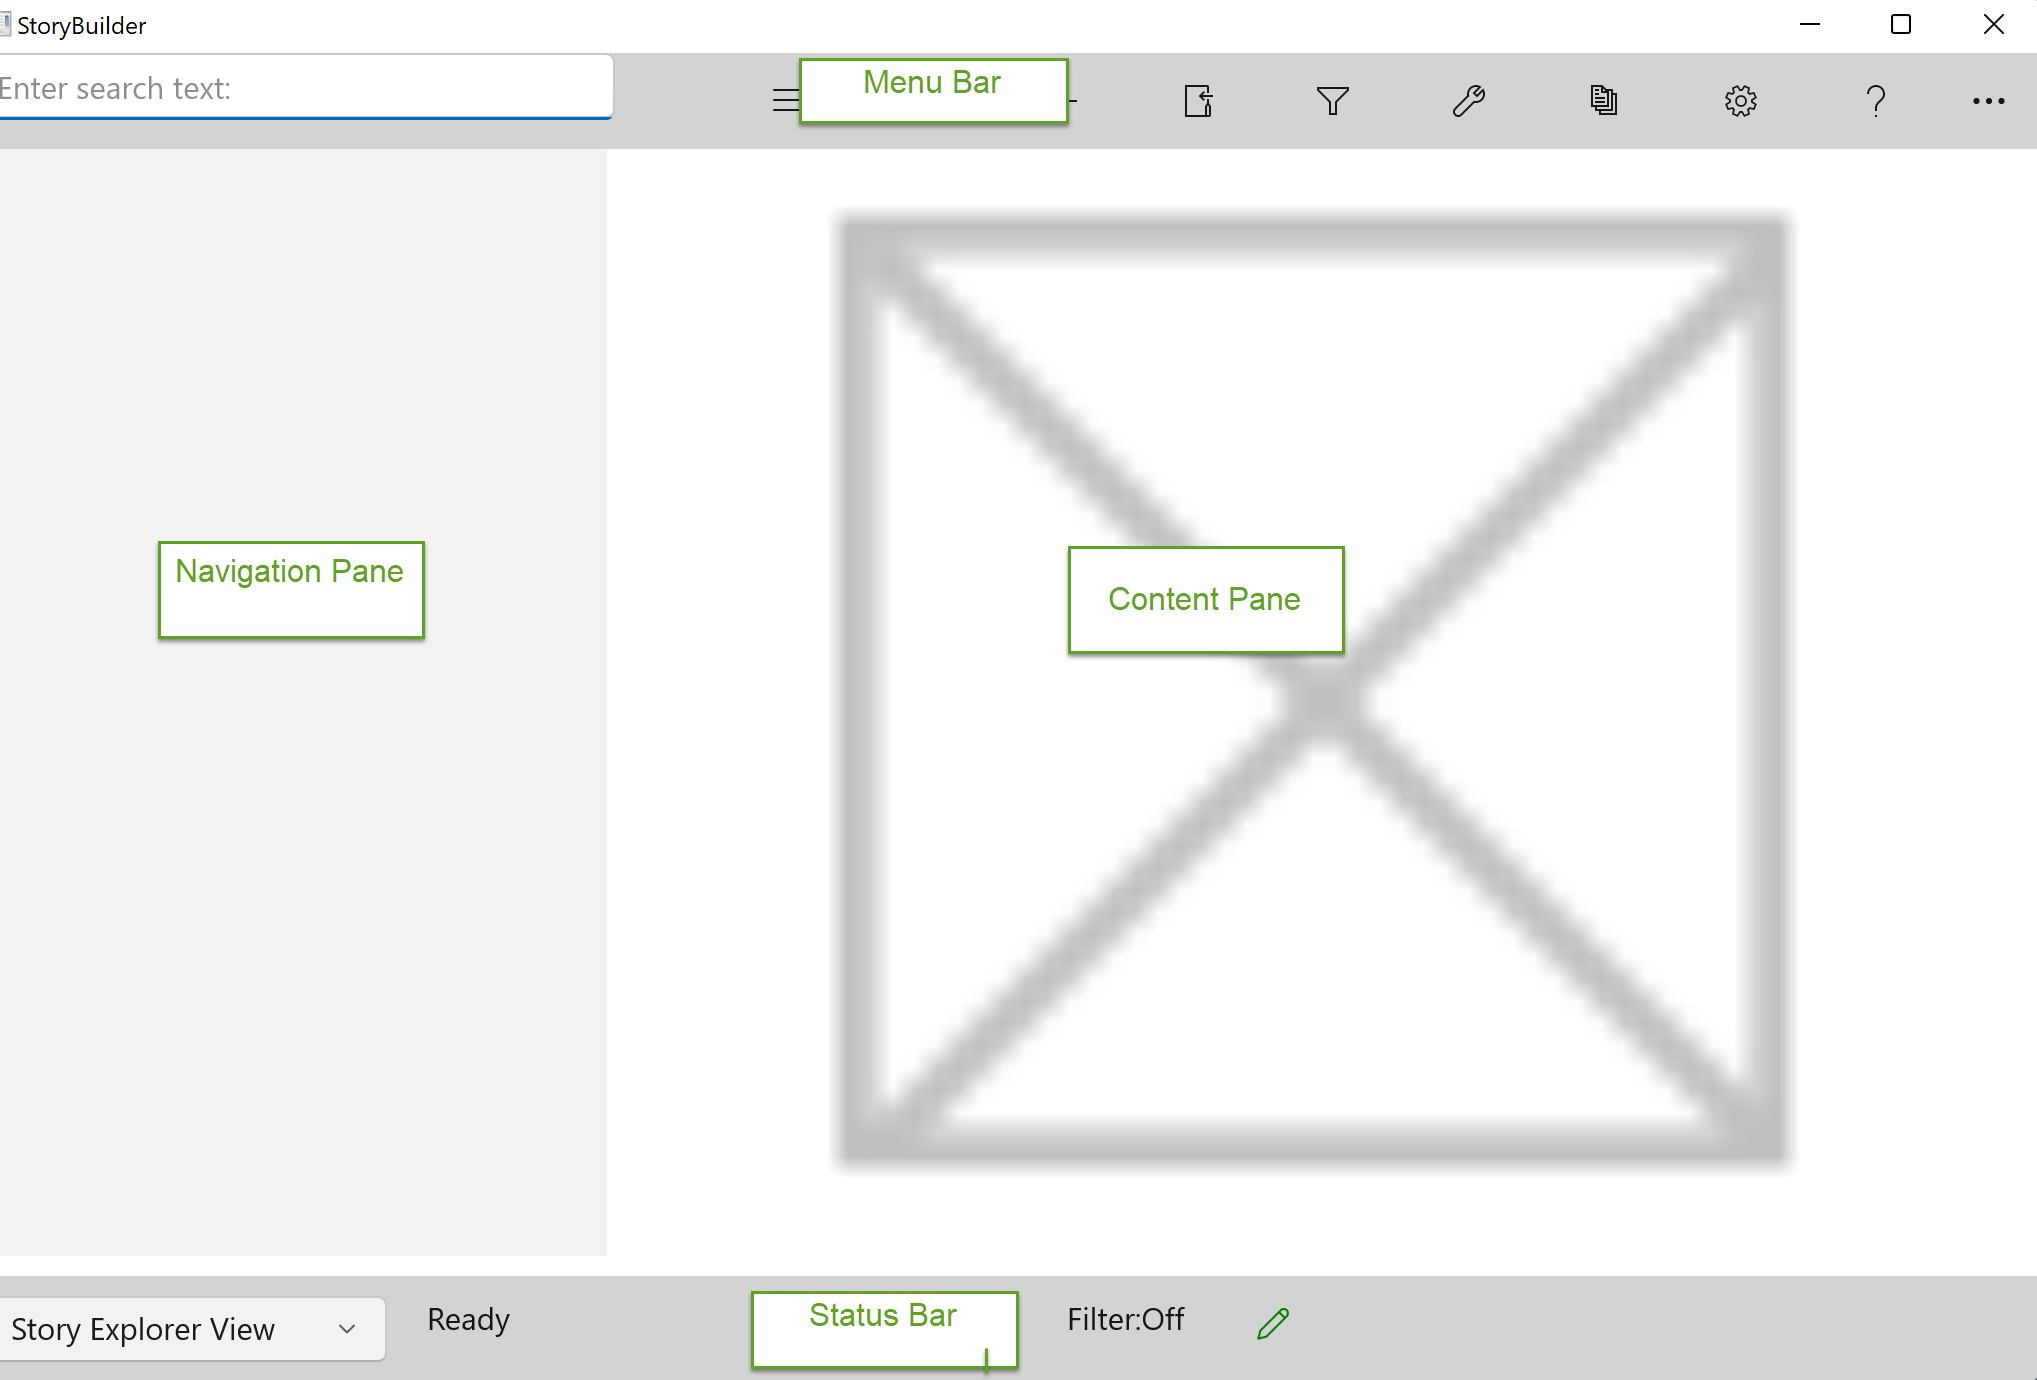 StoryBuilder
Enter search text:
Menu Bar
Navigation Pane
Content Pane
Story Explorer View
Ready
Status Bar
Filter:Off